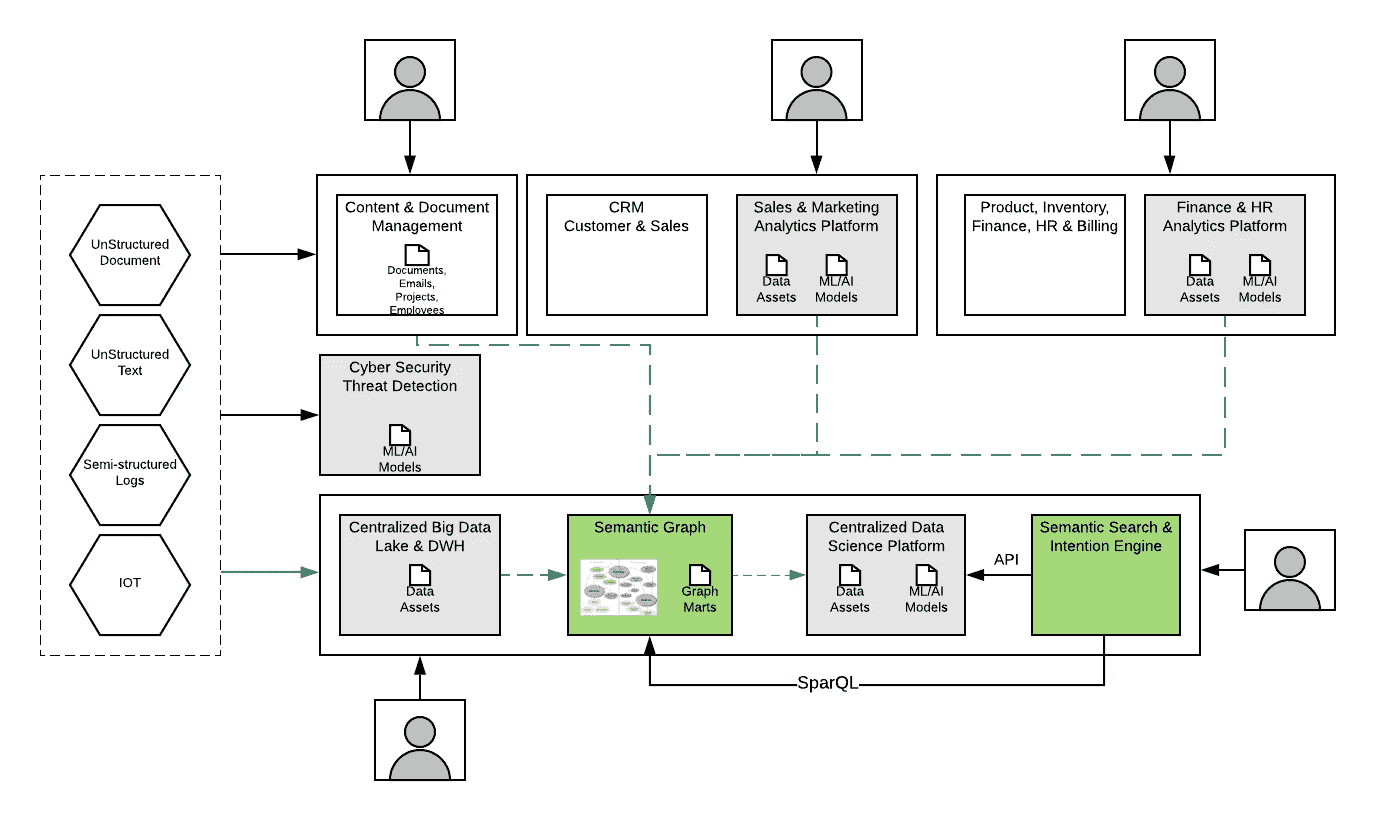 UnStructured
Document
UnStructured
Text
Semi-structured
Logs
IOT
Content & Document
Management
Documents,
Emails,
Projects,
Employees
CRM
Customer & Sales
Sales & Marketing
Analytics Platform
Data
Assets
ML/AI
Models
Product, Inventory,
Finance, HR & Billing
Finance & HR
Analytics Platform
Data
Assets
ML/AI
Models
Cyber Security
Threat Detection
ML/AI
Models
Centralized Big Data
Lake & DWH
Data
Assets
Semantic Graph
Graph
Marts
Centralized Data
Science Platform
Data
Assets
ML/AI
Models
API
Semantic Search &
Intention Engine
SparQL